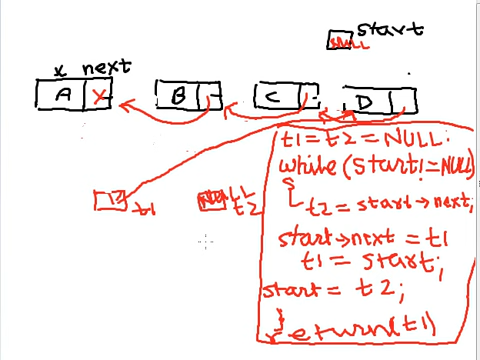 start
NULL
x next
A X B C D
t1
NULL
t2
t1 = t2 = NULL.
while (start != NULL)
{
t2 = start → next;
start → next = t1
t1 = start;
start = t2;
}
return (t1)